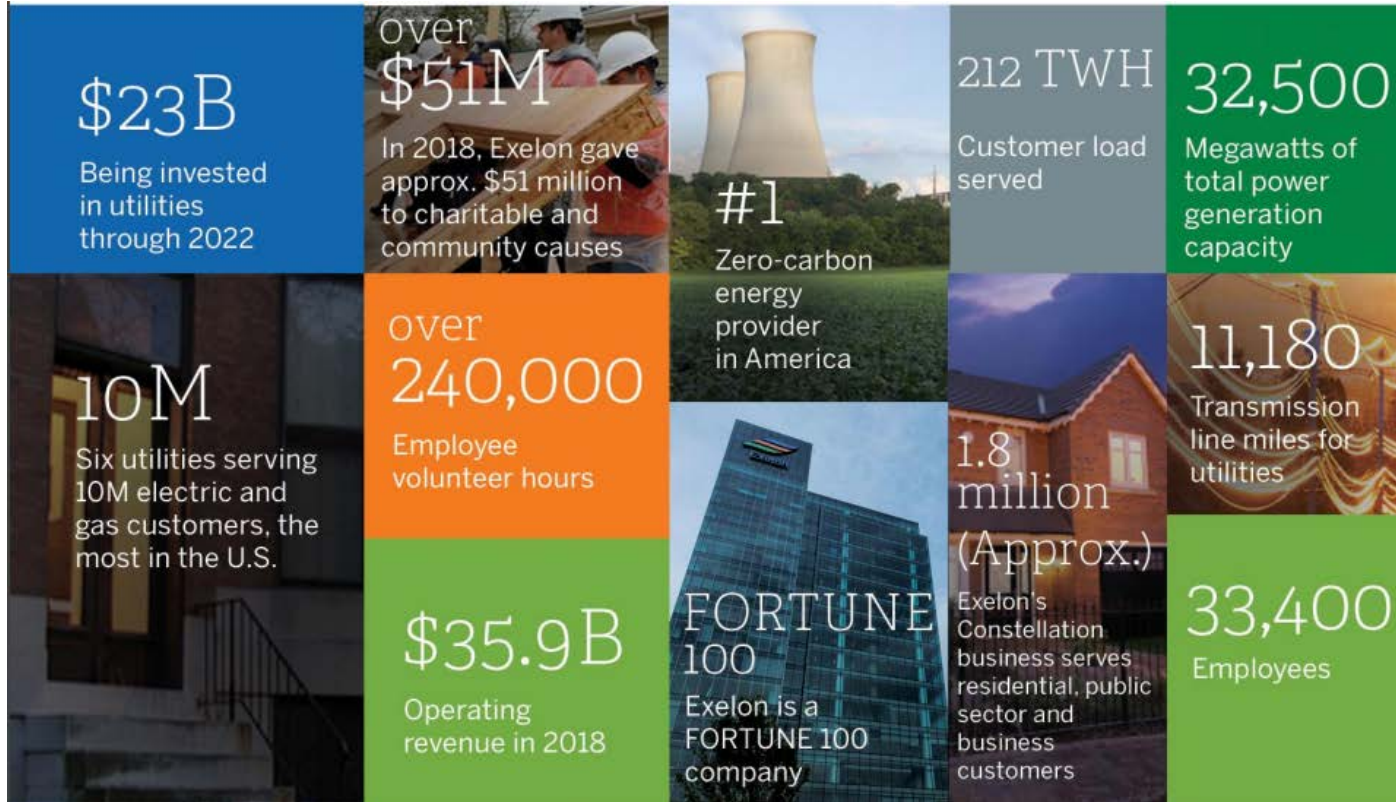 $23B
Being invested
in utilities
through 2022
over
$51M
In 2018, Exelon gave
approx. $51 million
to charitable and
community causes
#1
Zero-carbon
energy
provider
in America
212 TWH
Customer load
served
32,500
Megawatts of
total power
generation
capacity
10M
Six utilities serving
10M electric and
gas customers, the
most in the U.S.
over
240,000
Employee
volunteer hours
$35.9B
Operating
revenue in 2018
Exelon
FORTUNE
100
Exelon is a
FORTUNE 100
company
1.8
million
(Approx.)
Exelon's
Constellation
business serves
residential, public
sector and
business
customers
11,180
Transmission
line miles for
utilities
33,400
Employees